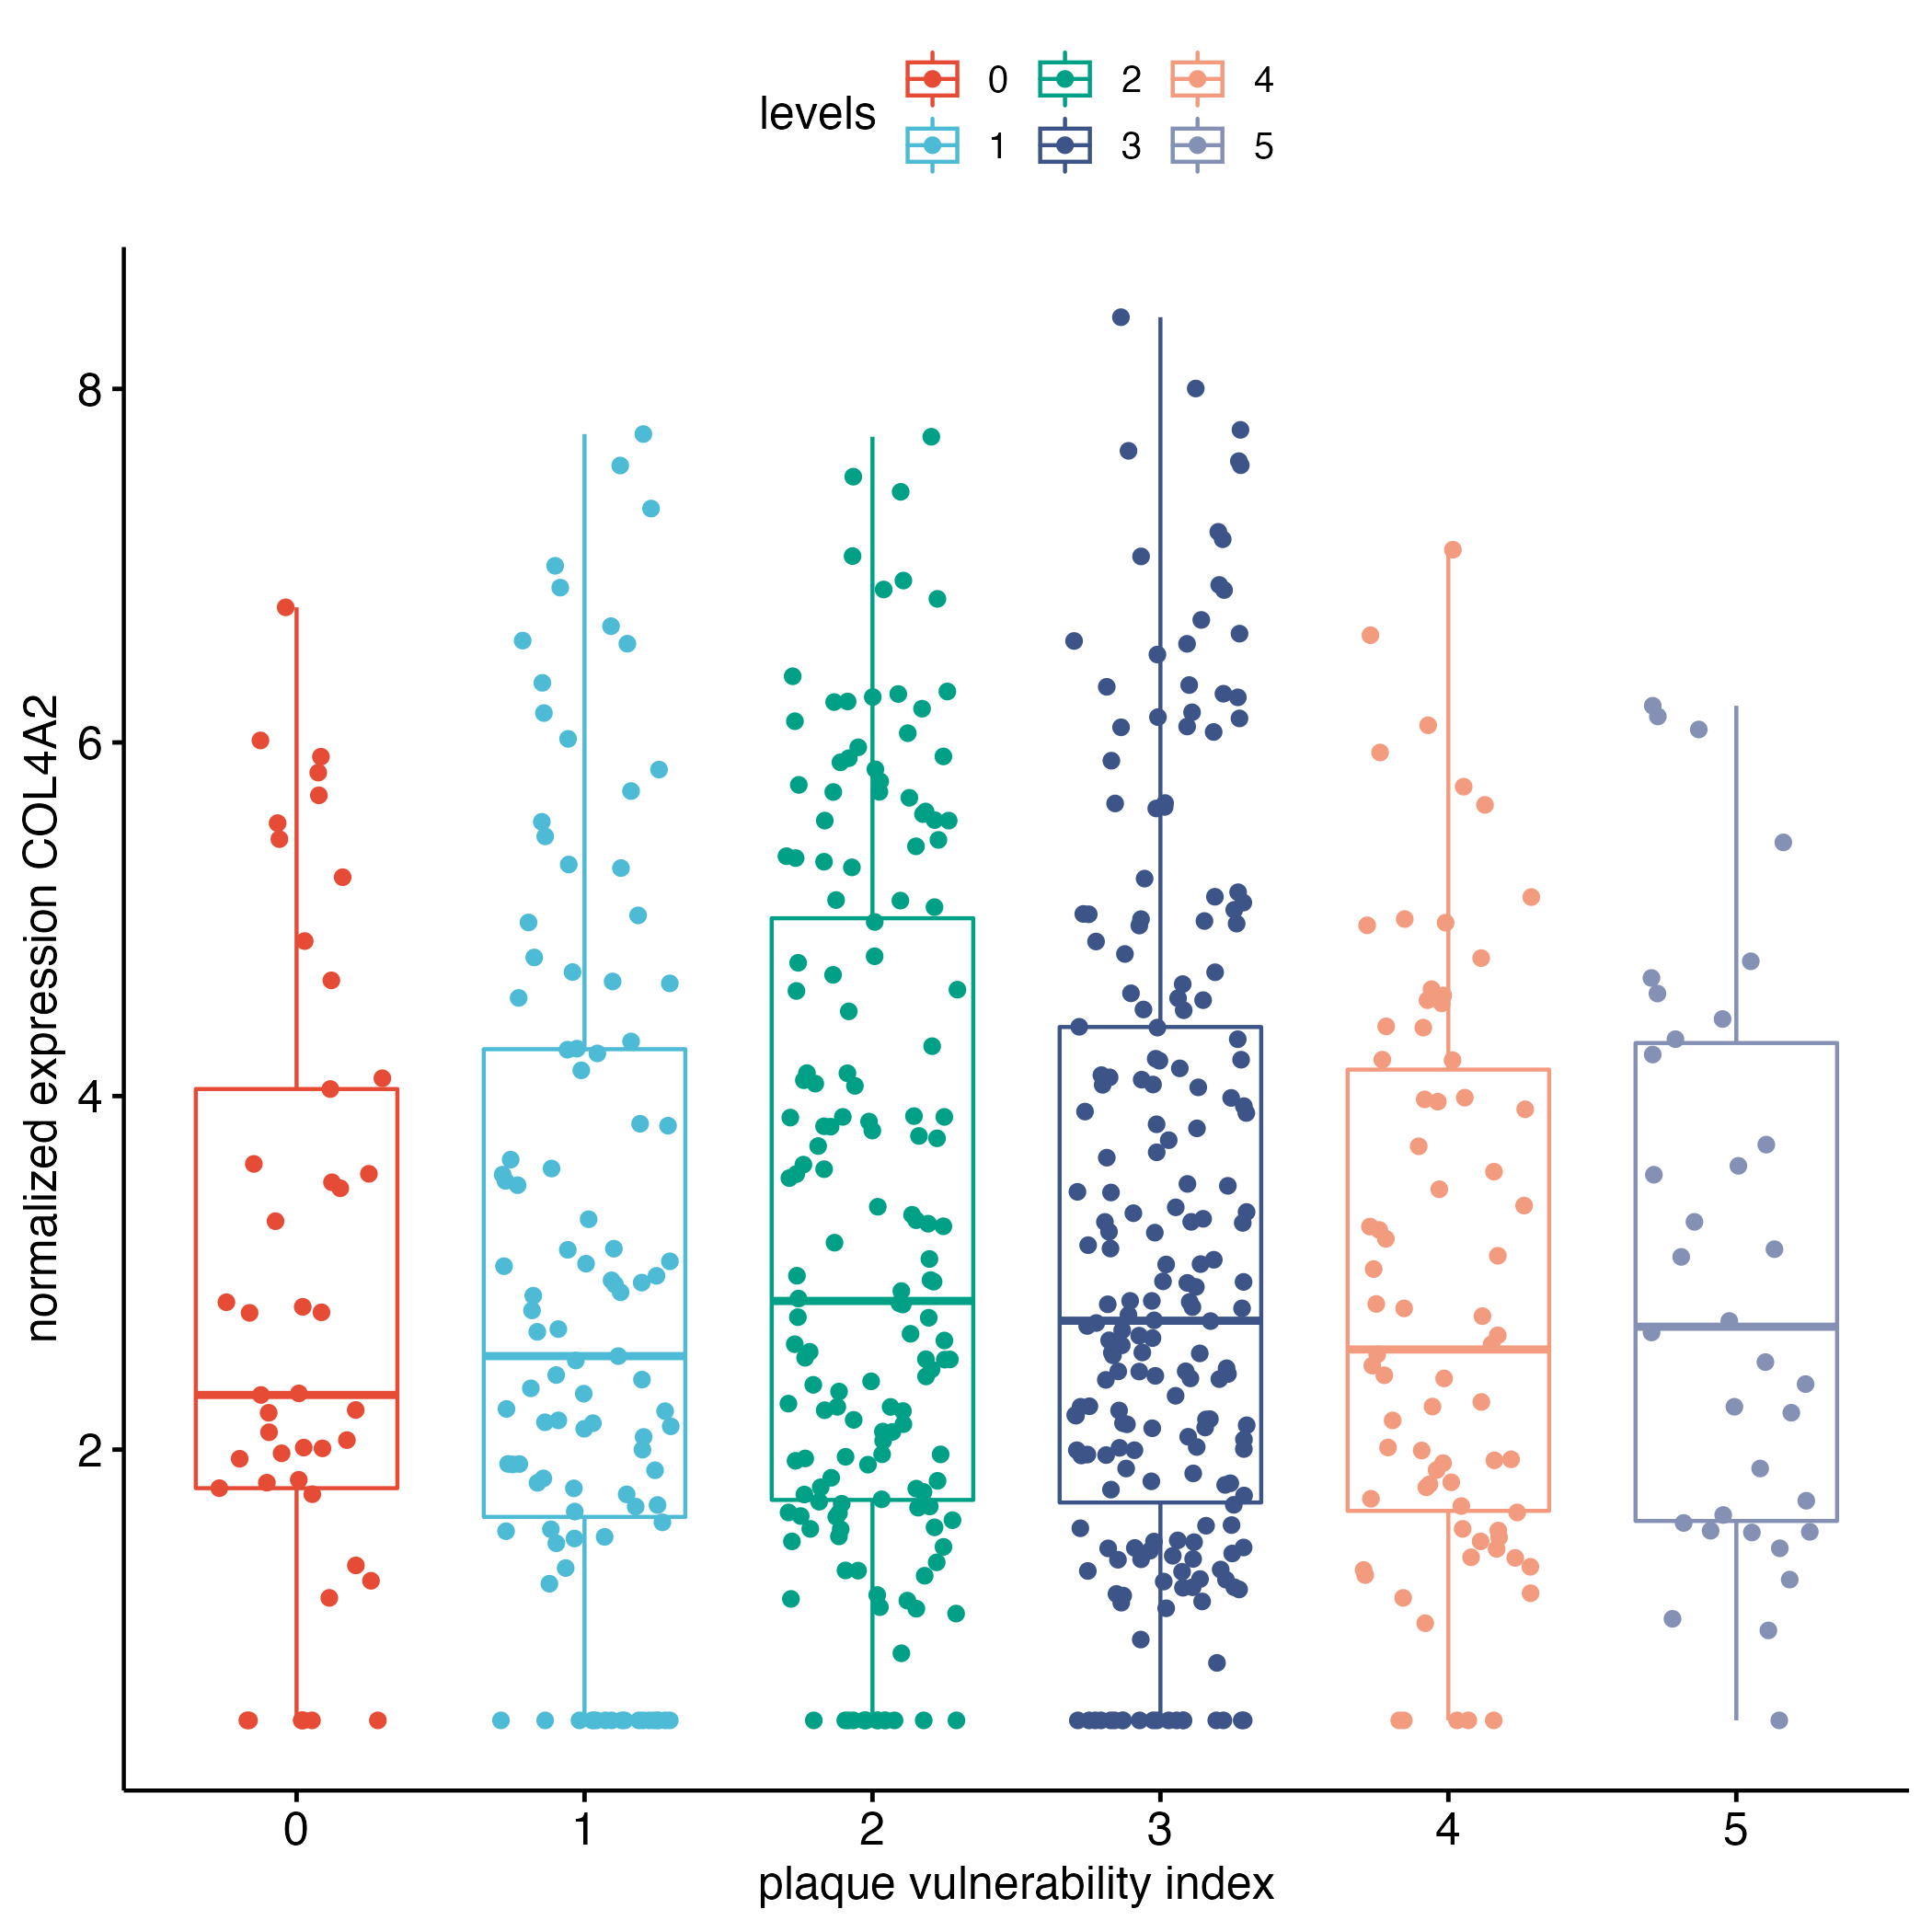 levels
0 2 4
1 3 5
normalized expression COL4A2
8
6
4
2
0 1 2 3 4 5
plaque vulnerability index